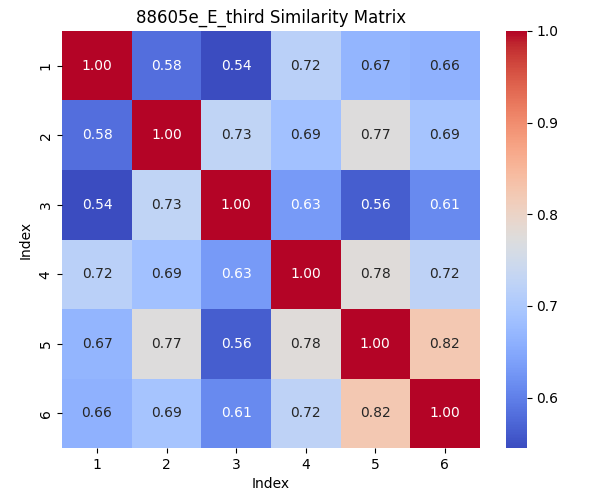 88605e_E_third Similarity Matrix
1 1.00 0.58 0.54 0.72 0.67 0.66
2 0.58 1.00 0.73 0.69 0.77 0.69
3 0.54 0.73 1.00 0.63 0.56 0.61
4 0.72 0.69 0.63 1.00 0.78 0.72
5 0.67 0.77 0.56 0.78 1.00 0.82
6 0.66 0.69 0.61 0.72 0.82 1.00
1 2 3 4 5 6
Index
Index
1.0
0.9
0.8
0.7
0.6